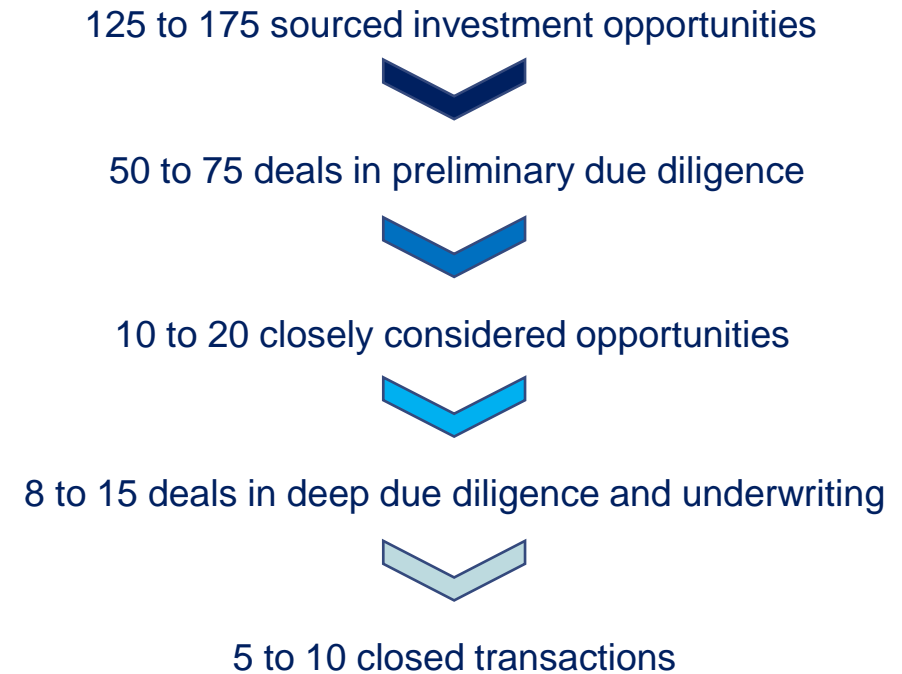 125 to 175 sourced investment opportunities
50 to 75 deals in preliminary due diligence
10 to 20 closely considered opportunities
8 to 15 deals in deep due diligence and underwriting
5 to 10 closed transactions